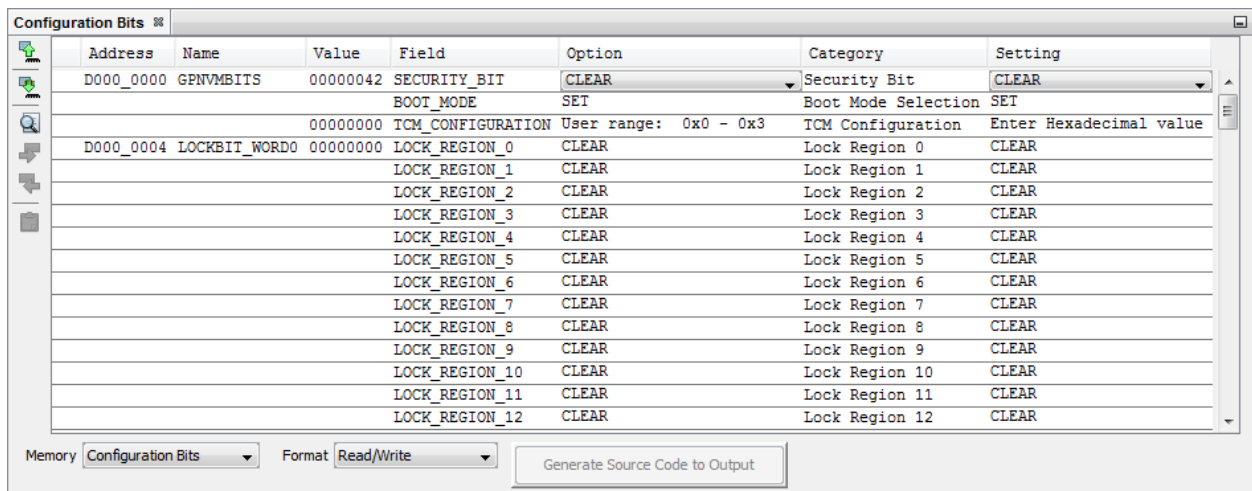 Configuration Bits
Address Name Value Field Option Category Setting
D000_0000 GPNVMBITS 00000042 SECURITY_BIT CLEAR Security Bit CLEAR
BOOT_MODE SET Boot Mode Selection SET
00000000 TCM_CONFIGURATION User range: 0x0 - 0x3 TCM Configuration Enter Hexadecimal value
D000_0004 LOCKBIT_WORD0 00000000 LOCK_REGION_0 CLEAR Lock Region 0 CLEAR
LOCK_REGION_1 CLEAR Lock Region 1 CLEAR
LOCK_REGION_2 CLEAR Lock Region 2 CLEAR
LOCK_REGION_3 CLEAR Lock Region 3 CLEAR
LOCK_REGION_4 CLEAR Lock Region 4 CLEAR
LOCK_REGION_5 CLEAR Lock Region 5 CLEAR
LOCK_REGION_6 CLEAR Lock Region 6 CLEAR
LOCK_REGION_7 CLEAR Lock Region 7 CLEAR
LOCK_REGION_8 CLEAR Lock Region 8 CLEAR
LOCK_REGION_9 CLEAR Lock Region 9 CLEAR
LOCK_REGION_10 CLEAR Lock Region 10 CLEAR
LOCK_REGION_11 CLEAR Lock Region 11 CLEAR
LOCK_REGION_12 CLEAR Lock Region 12 CLEAR
Memory Configuration Bits Format Read/Write Generate Source Code to Output